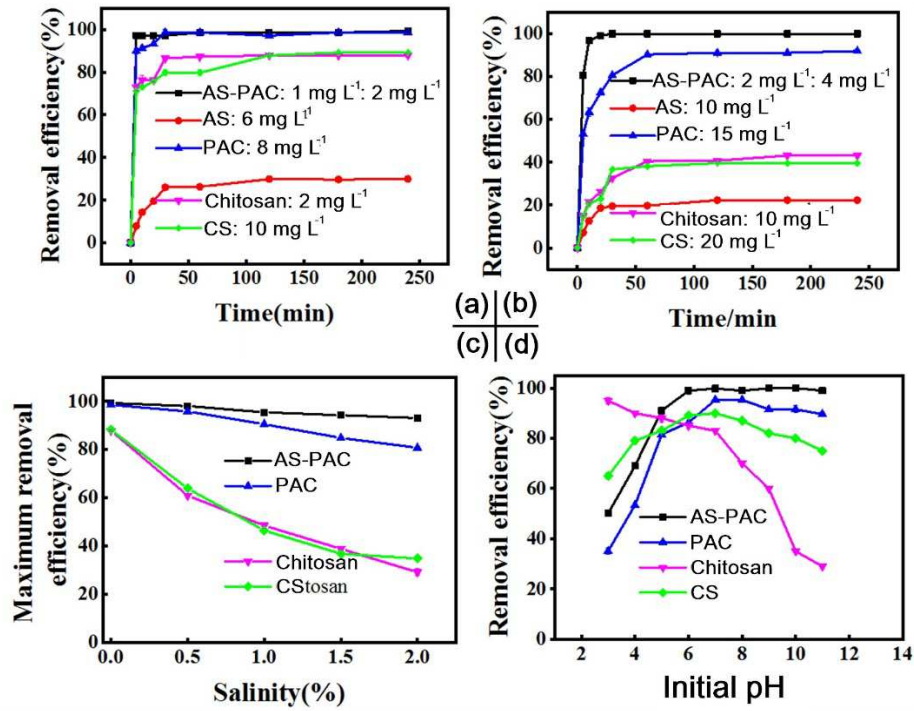 Removal efficiency(%)
100
80
60
40
20
0
AS-PAC: 1 mg L⁻¹: 2 mg L⁻¹
AS: 6 mg L⁻¹
PAC: 8 mg L⁻¹
Chitosan: 2 mg L⁻¹
CS: 10 mg L⁻¹
0 50 100 150 200 250
Time(min)
Removal efficiency(%)
100
80
60
40
20
0
AS-PAC: 2 mg L⁻¹: 4 mg L⁻¹
AS: 10 mg L⁻¹
PAC: 15 mg L⁻¹
Chitosan: 10 mg L⁻¹
CS: 20 mg L⁻¹
0 50 100 150 200 250
Time/min
(a) (b)
(c) (d)
Maximum removal
efficiency(%)
100
80
60
40
20
0
AS-PAC
PAC
Chitosan
CStosan
0.0 0.5 1.0 1.5 2.0
Salinity(%)
Removal efficiency(%)
100
80
60
40
20
0
AS-PAC
PAC
Chitosan
CS
2 4 6 8 10 12 14
Initial pH